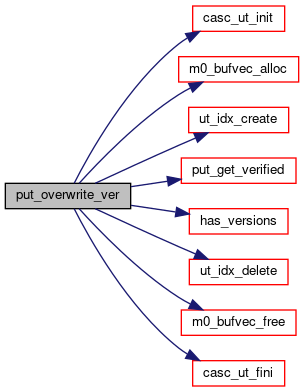 casc_ut_init
m0_bufvec_alloc
ut_idx_create
put_get_verified
put_overwrite_ver
has_versions
ut_idx_delete
m0_bufvec_free
casc_ut_fini